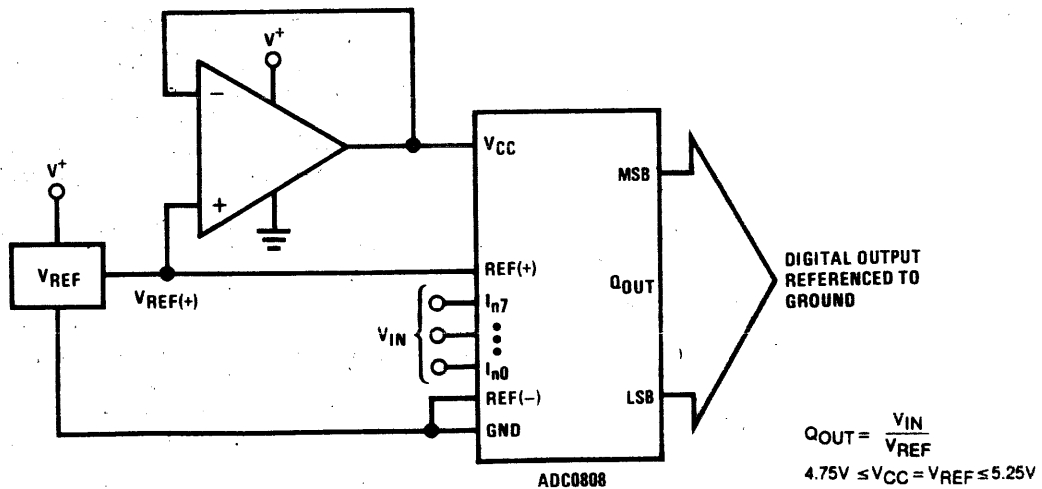 V+
−
V+
+
VCC
MSB
VREF
VREF(+)
REF(+)
QOUT
DIGITAL OUTPUT
REFERENCED TO
GROUND
In7
VIN
In0
REF(−)
LSB
GND
ADC0808
QOUT = VIN
VREF
4.75V ≤ VCC = VREF ≤ 5.25V